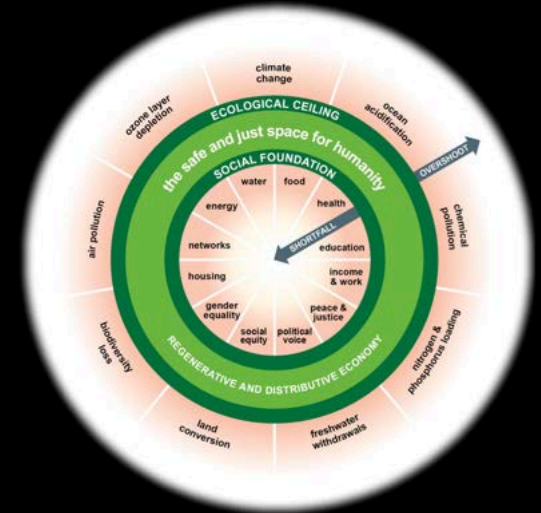 climate
change
ocean
acidification
chemical
pollution
nitrogen &
phosphorus loading
freshwater
withdrawals
land
conversion
biodiversity
loss
air pollution
ozone layer
depletion
ECOLOGICAL CEILING
the safe and just space for humanity
SOCIAL FOUNDATION
OVERSHOOT
SHORTFALL
water
food
health
education
income
& work
peace &
justice
political
voice
social
equity
gender
equality
housing
networks
energy
REGENERATIVE AND DISTRIBUTIVE ECONOMY